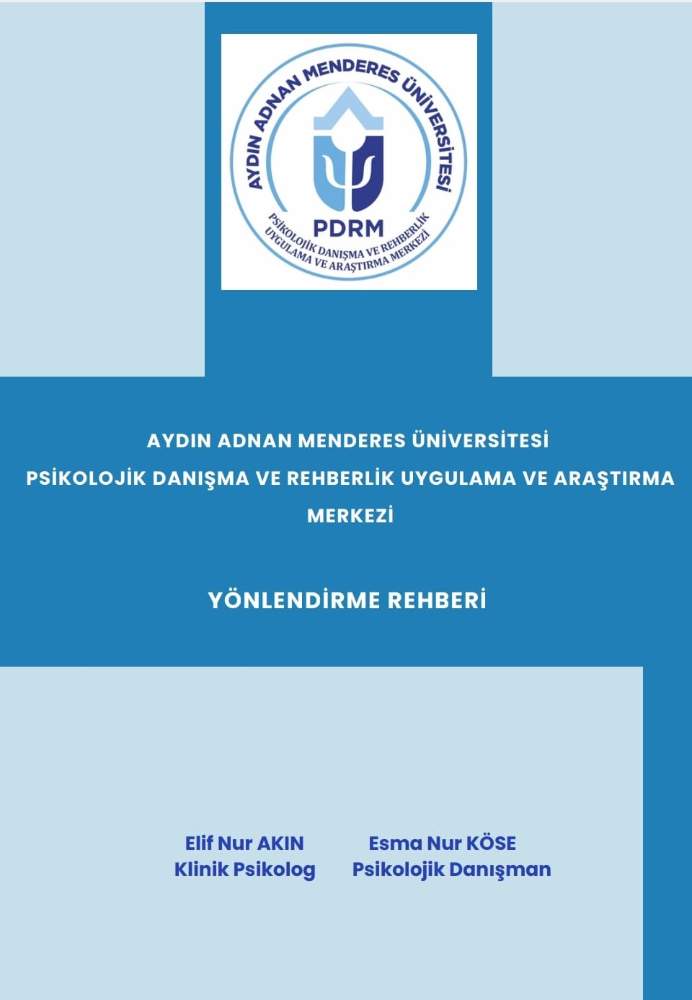 AYDIN ADNAN MENDERES ÜNİVERSİTESİ
PDRM
PSİKOLOJİK DANIŞMA VE REHBERLİK
UYGULAMA VE ARAŞTIRMA MERKEZİ
AYDIN ADNAN MENDERES ÜNİVERSİTESİ
PSİKOLOJİK DANIŞMA VE REHBERLİK UYGULAMA VE ARAŞTIRMA
MERKEZİ
YÖNLENDİRME REHBERİ
Elif Nur AKIN
Klinik Psikolog
Esma Nur KÖSE
Psikolojik Danışman